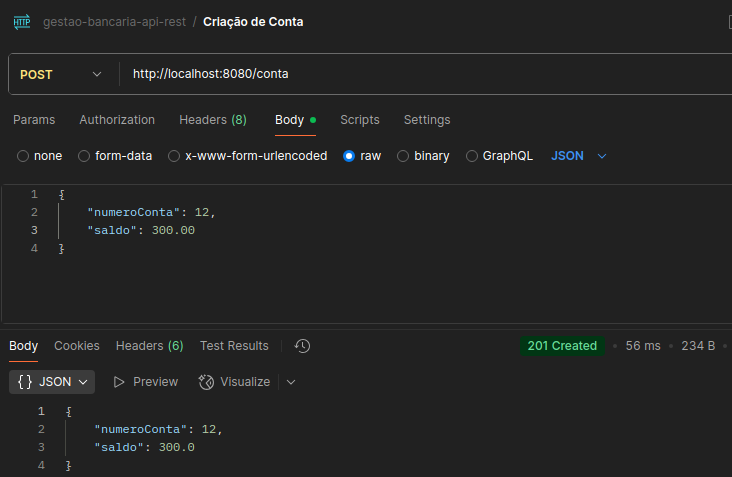 HTTP gestao-bancaria-api-rest / Criação de Conta
POST http://localhost:8080/conta
Params Authorization Headers (8) Body Scripts Settings
none form-data x-www-form-urlencoded raw binary GraphQL JSON
1 {
2 "numeroConta": 12,
3 "saldo": 300.00
4 }
Body Cookies Headers (6) Test Results 201 Created • 56 ms • 234 B •
{} JSON Preview Visualize
1 {
2 "numeroConta": 12,
3 "saldo": 300.0
4 }